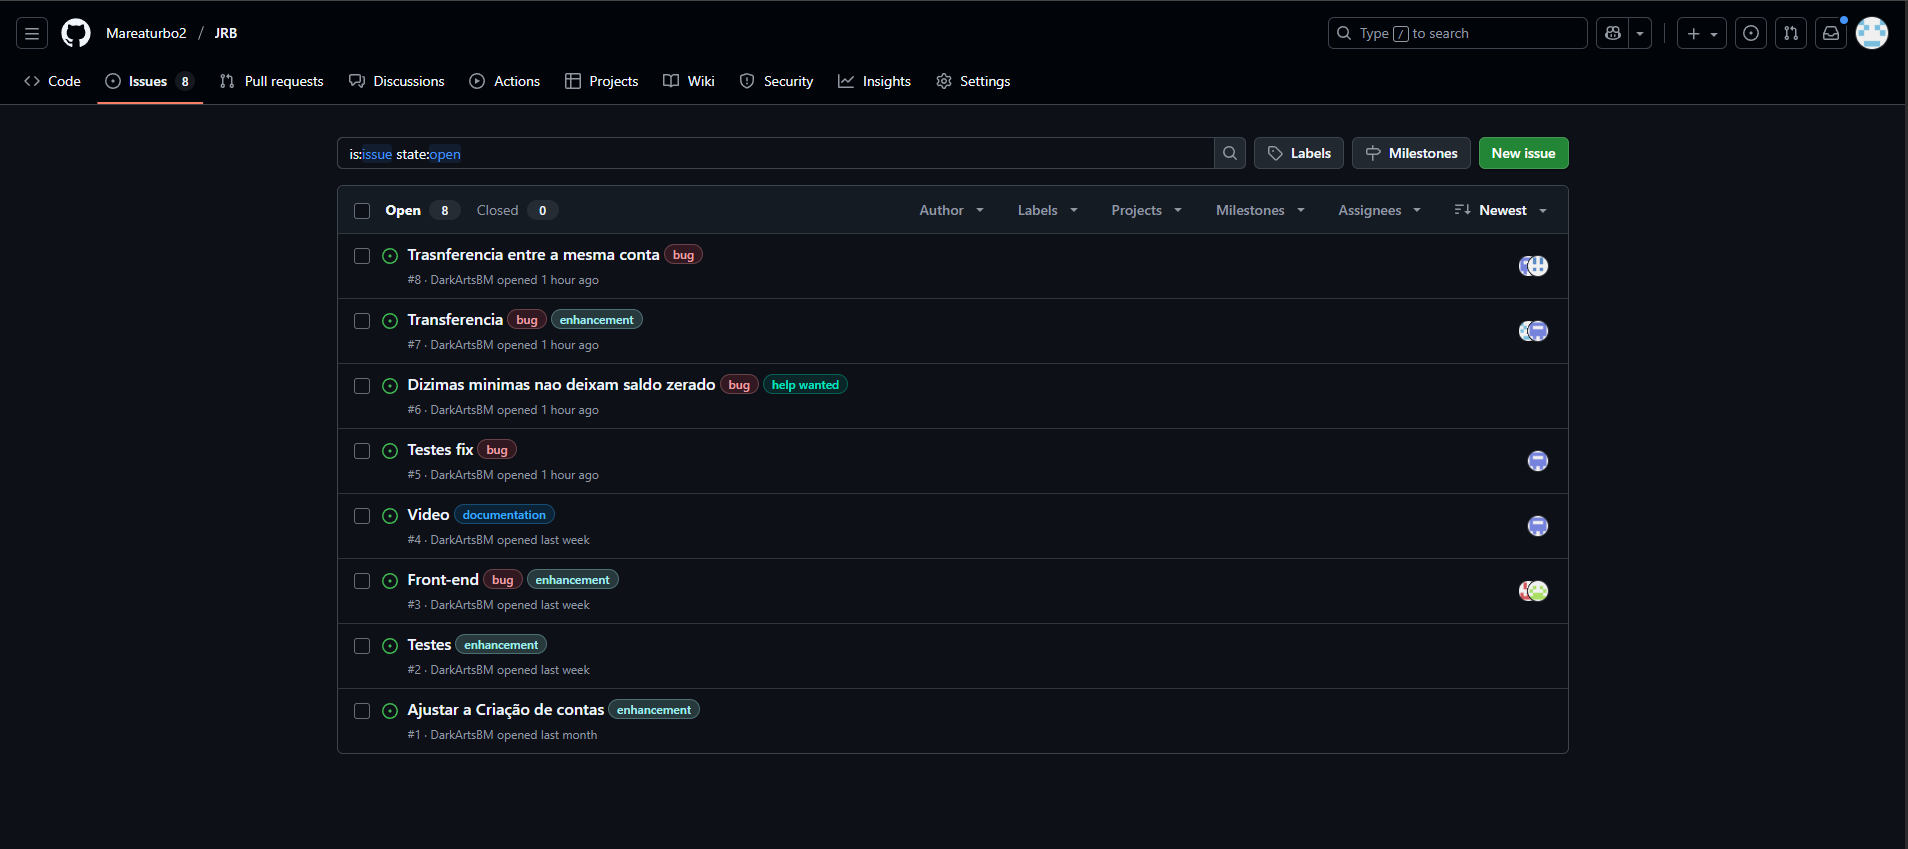 Mareaturbo2 / JRB
Type / to search
Code
Issues 8
Pull requests
Discussions
Actions
Projects
Wiki
Security
Insights
Settings
is:issue state:open
Labels
Milestones
New issue
Open 8
Closed 0
Author
Labels
Projects
Milestones
Assignees
Newest
Trasnferencia entre a mesma conta bug
#8 · DarkArtsBM opened 1 hour ago
Transferencia bug enhancement
#7 · DarkArtsBM opened 1 hour ago
Dizimas minimas nao deixam saldo zerado bug help wanted
#6 · DarkArtsBM opened 1 hour ago
Testes fix bug
#5 · DarkArtsBM opened 1 hour ago
Video documentation
#4 · DarkArtsBM opened last week
Front-end bug enhancement
#3 · DarkArtsBM opened last week
Testes enhancement
#2 · DarkArtsBM opened last week
Ajustar a Criação de contas enhancement
#1 · DarkArtsBM opened last month